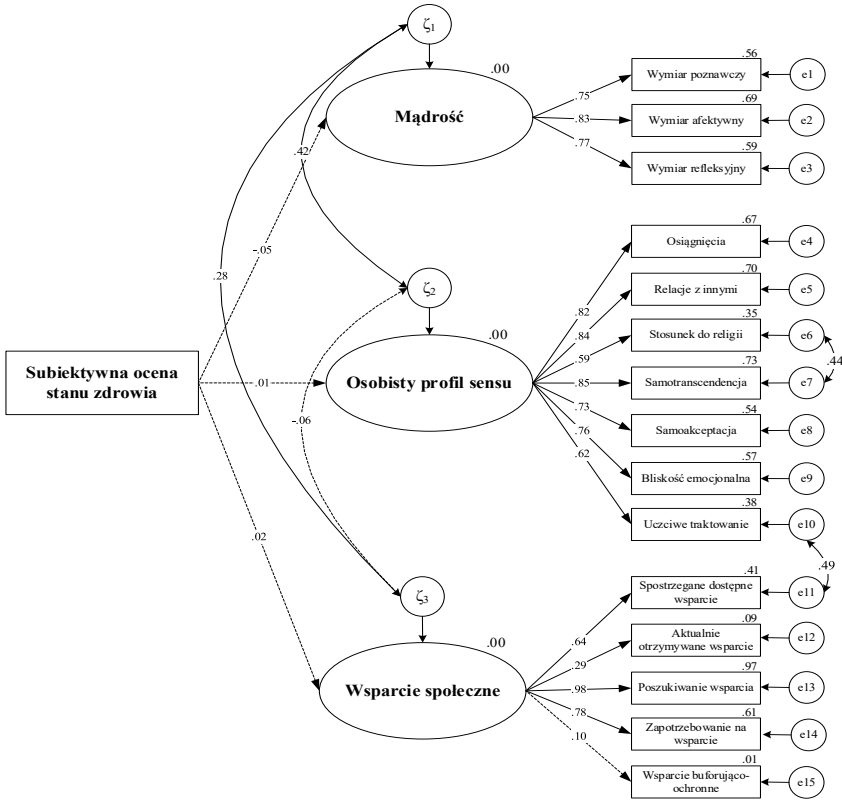 ζ1
.00
Mądrość
.75
.83
.77
.56
Wymiar poznawczy
e1
.69
Wymiar afektywny
e2
.59
Wymiar refleksyjny
e3
.42
-.05
.28
ζ2
.00
Osobisty profil sensu
.01
-.06
.82
.84
.59
.85
.73
.76
.62
.67
Osiągnięcia
e4
.70
Relacje z innymi
e5
.35
Stosunek do religii
e6
.44
.73
Samotranscendencja
e7
.54
Samoakceptacja
e8
.57
Bliskość emocjonalna
e9
.38
Uczciwe traktowanie
e10
.49
Subiektywna ocena
stanu zdrowia
.02
ζ3
.00
Wsparcie społeczne
.64
.29
.98
.78
.10
.41
Spostrzegane dostępne
wsparcie
e11
.09
Aktualnie
otrzymywane wsparcie
e12
.97
Poszukiwanie wsparcia
e13
.61
Zapotrzebowanie na
wsparcie
e14
.01
Wsparcie buforująco-
ochronne
e15